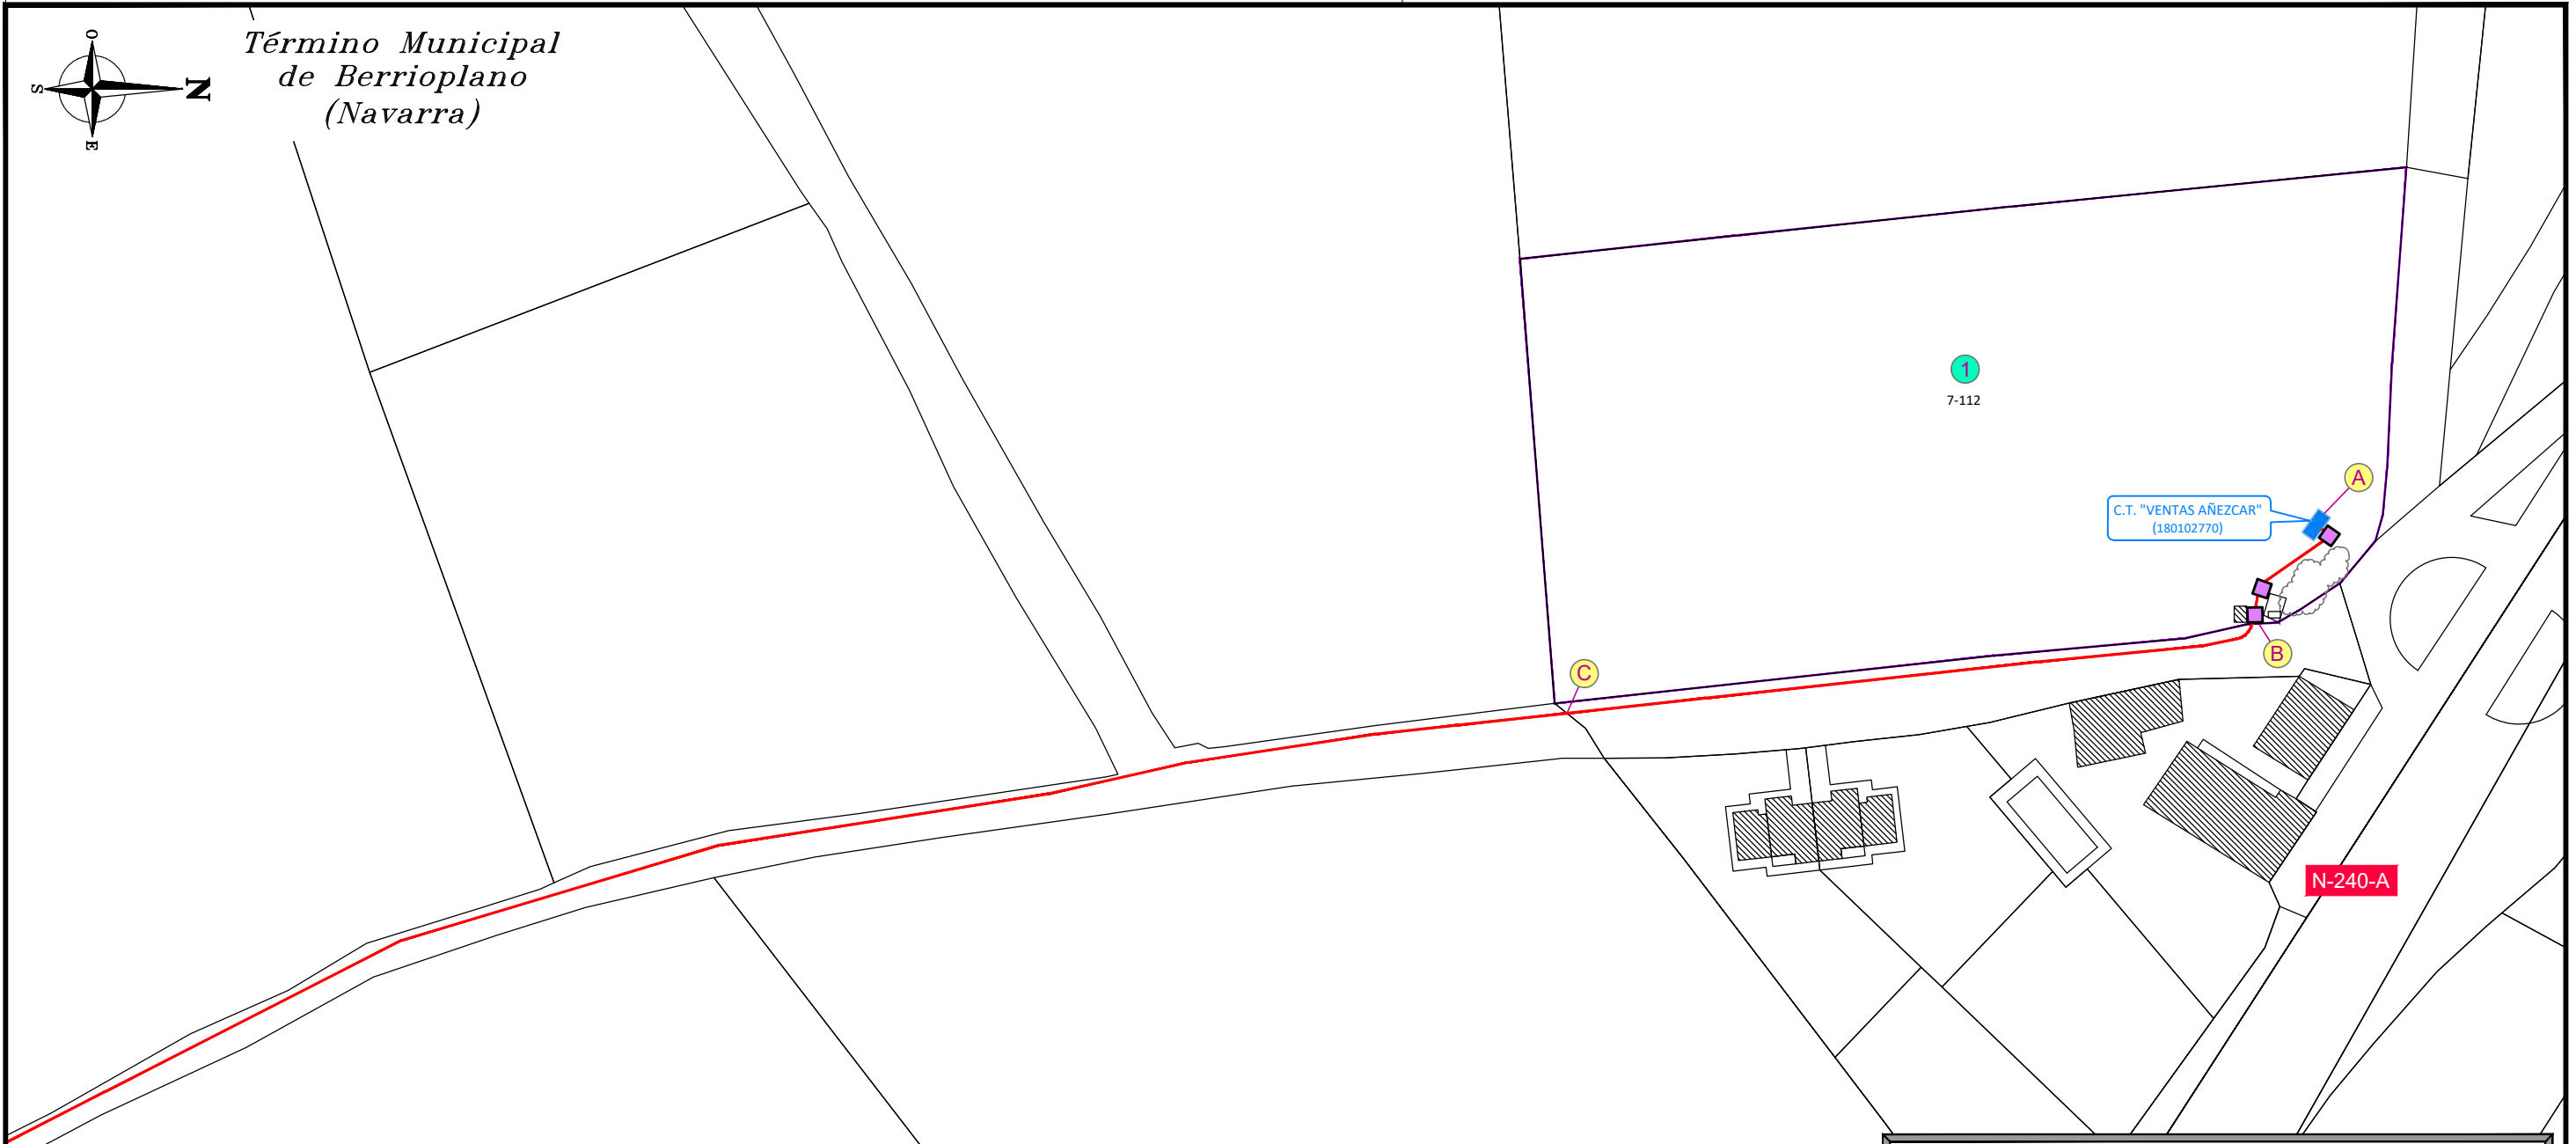 Término Municipal
de Berrioplano
(Navarra)
O
S
N
E
1
7-112
A
C.T. "VENTAS AÑEZCAR"
(180102770)
B
C
N-240-A